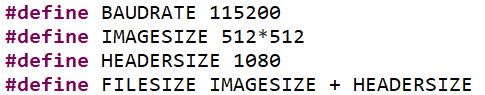 #define BAUDRATE 115200
#define IMAGESIZE 512*512
#define HEADERSIZE 1080
#define FILESIZE IMAGESIZE + HEADERSIZE